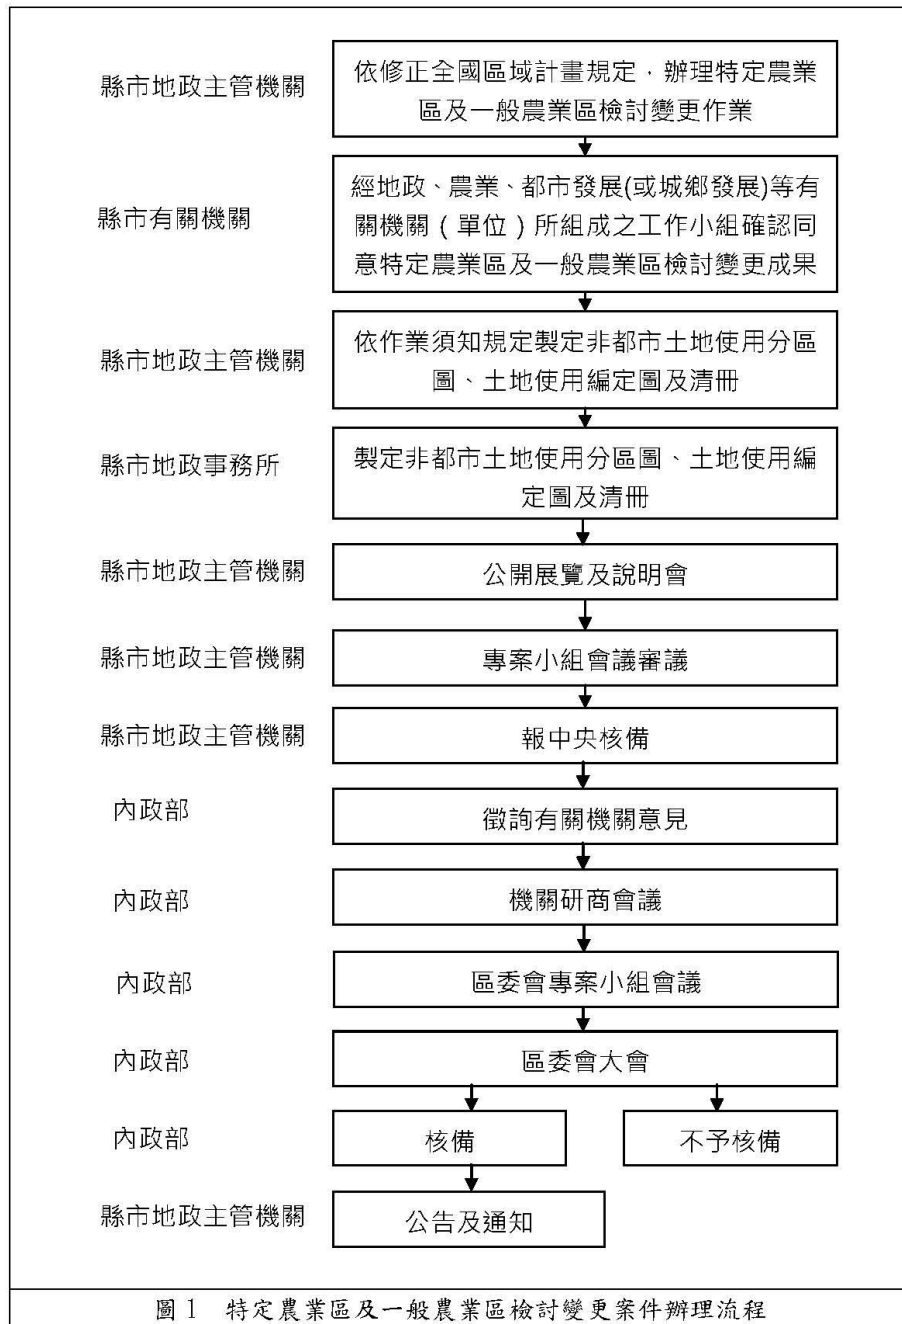 縣市地政主管機關
依修正全國區域計畫規定，辦理特定農業
區及一般農業區檢討變更作業
縣市有關機關
經地政、農業、都市發展(或城鄉發展)等有
關機關（單位）所組成之工作小組確認同
意特定農業區及一般農業區檢討變更成果
縣市地政主管機關
依作業須知規定製定非都市土地使用分區
圖、土地使用編定圖及清冊
縣市地政事務所
製定非都市土地使用分區圖、土地使用編
定圖及清冊
縣市地政主管機關
公開展覽及說明會
縣市地政主管機關
專案小組會議審議
縣市地政主管機關
報中央核備
內政部
徵詢有關機關意見
內政部
機關研商會議
內政部
區委會專案小組會議
內政部
區委會大會
內政部
核備
不予核備
縣市地政主管機關
公告及通知
圖 1　特定農業區及一般農業區檢討變更案件辦理流程